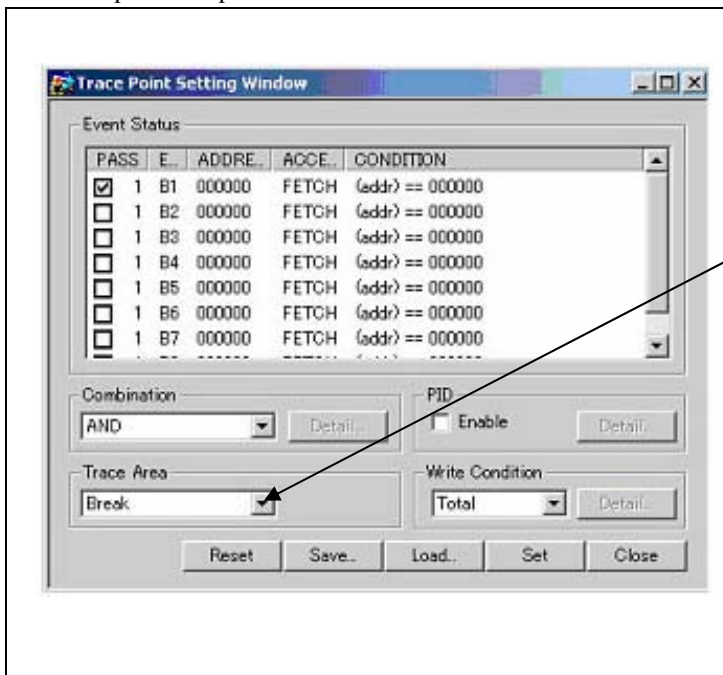 Trace Point Setting Window
Event Status
PASS E.. ADDRE.. ACCE.. CONDITION
1 B1 000000 FETCH (addr) == 000000
1 B2 000000 FETCH (addr) == 000000
1 B3 000000 FETCH (addr) == 000000
1 B4 000000 FETCH (addr) == 000000
1 B5 000000 FETCH (addr) == 000000
1 B6 000000 FETCH (addr) == 000000
1 B7 000000 FETCH (addr) == 000000
Combination
AND Detail..
PID
Enable Detail..
Trace Area
Break
Write Condition
Total Detail..
Reset Save.. Load.. Set Close